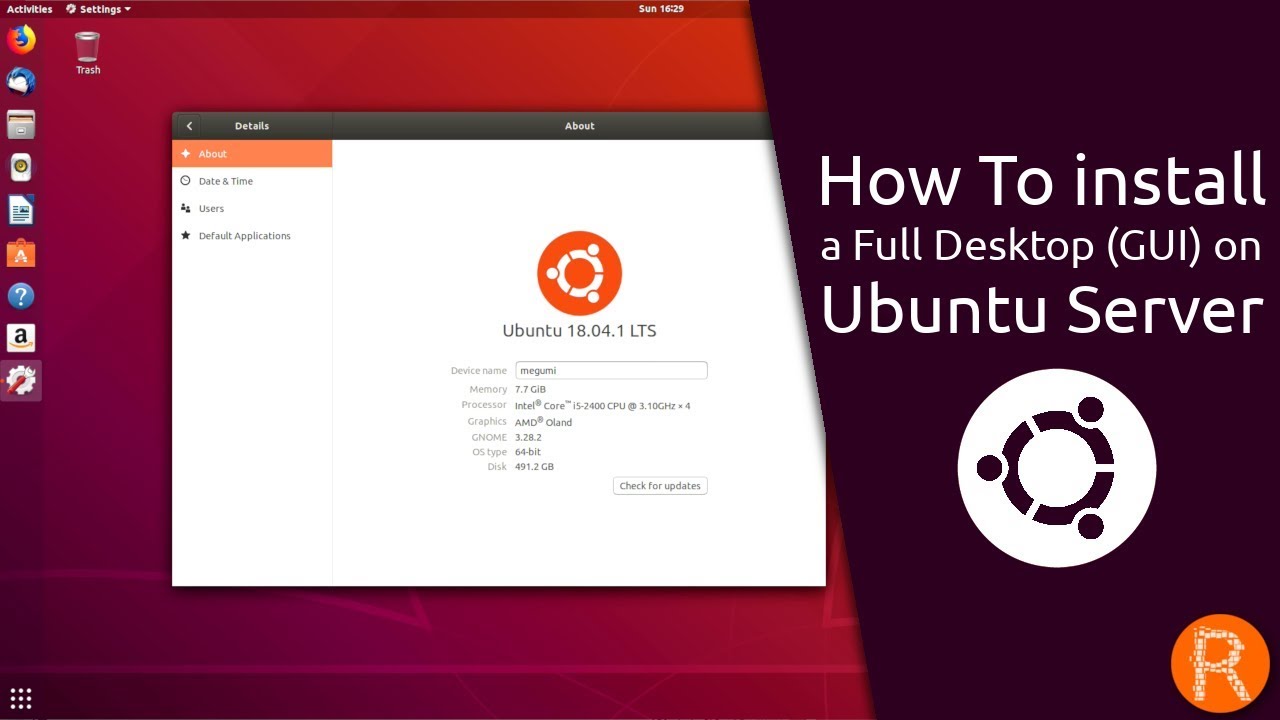 Activities
Settings
Sun 16:29
Trash
Details
About
About
Date & Time
Users
Default Applications
Ubuntu 18.04.1 LTS
Device name megumi
Memory 7.7 GiB
Processor Intel® Core™ i5-2400 CPU @ 3.10GHz × 4
Graphics AMD® Oland
GNOME 3.28.2
OS type 64-bit
Disk 491.2 GB
Check for updates
How To install
a Full Desktop (GUI) on
Ubuntu Server
R